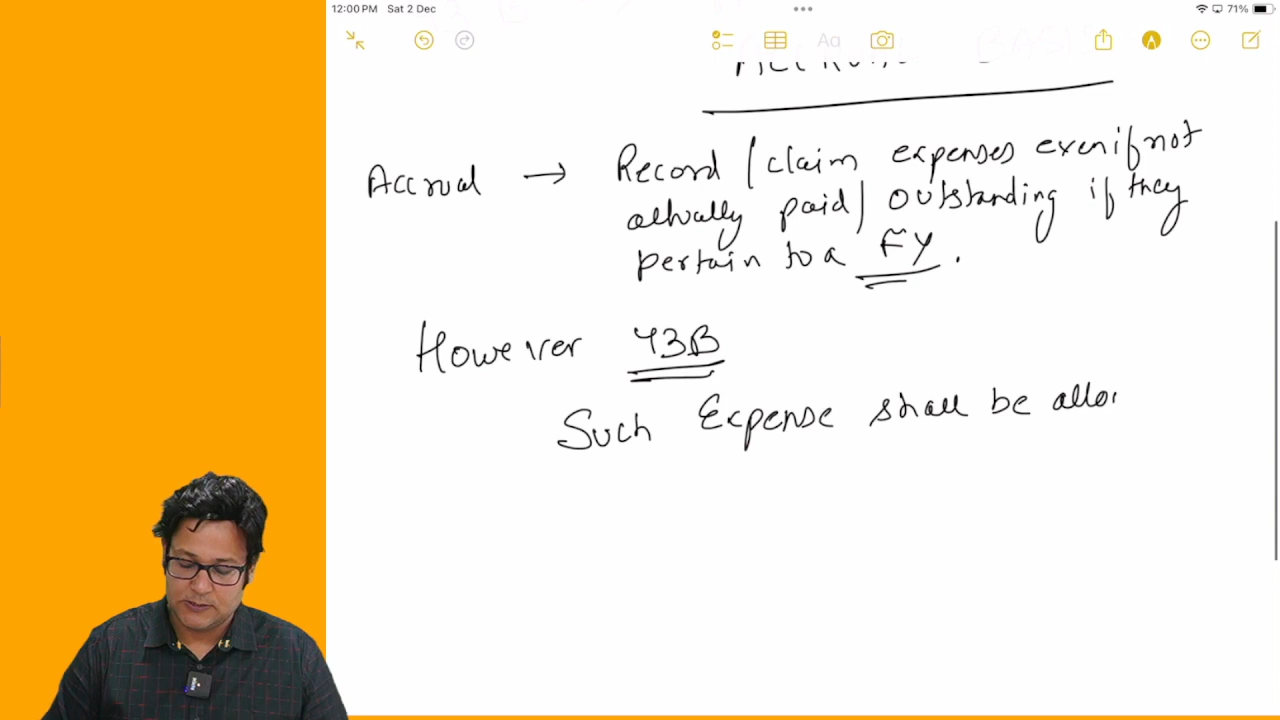 12:00 PM Sat 2 Dec
71%
BASIS
Accrual → Record / claim expenses even if not
actually paid / outstanding if they
pertain to a FY.
However 43B
Such Expense shall be allo